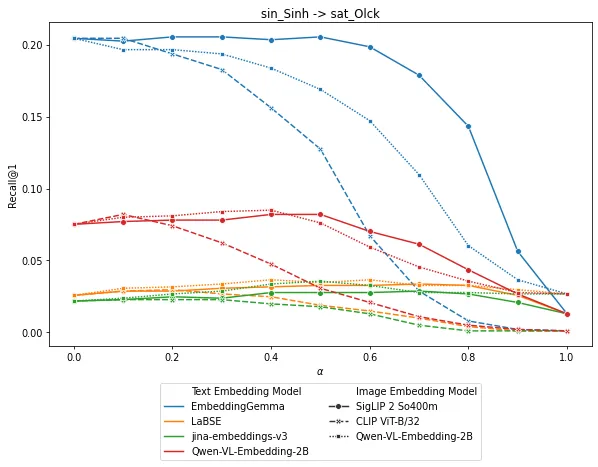 sin_Sinh -> sat_Olck
0.20
0.15
0.10
0.05
0.00
Recall@1
0.0 0.2 0.4 0.6 0.8 1.0
α
Text Embedding Model
EmbeddingGemma
LaBSE
jina-embeddings-v3
Qwen-VL-Embedding-2B
Image Embedding Model
SigLIP 2 So400m
CLIP ViT-B/32
Qwen-VL-Embedding-2B